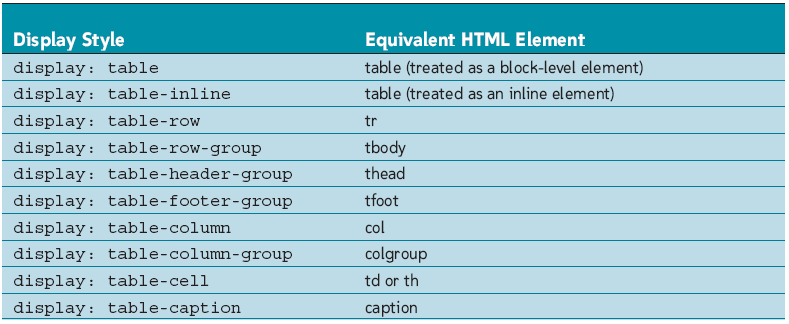 Display Style Equivalent HTML Element
display: table table (treated as a block-level element)
display: table-inline table (treated as an inline element)
display: table-row tr
display: table-row-group tbody
display: table-header-group thead
display: table-footer-group tfoot
display: table-column col
display: table-column-group colgroup
display: table-cell td or th
display: table-caption caption